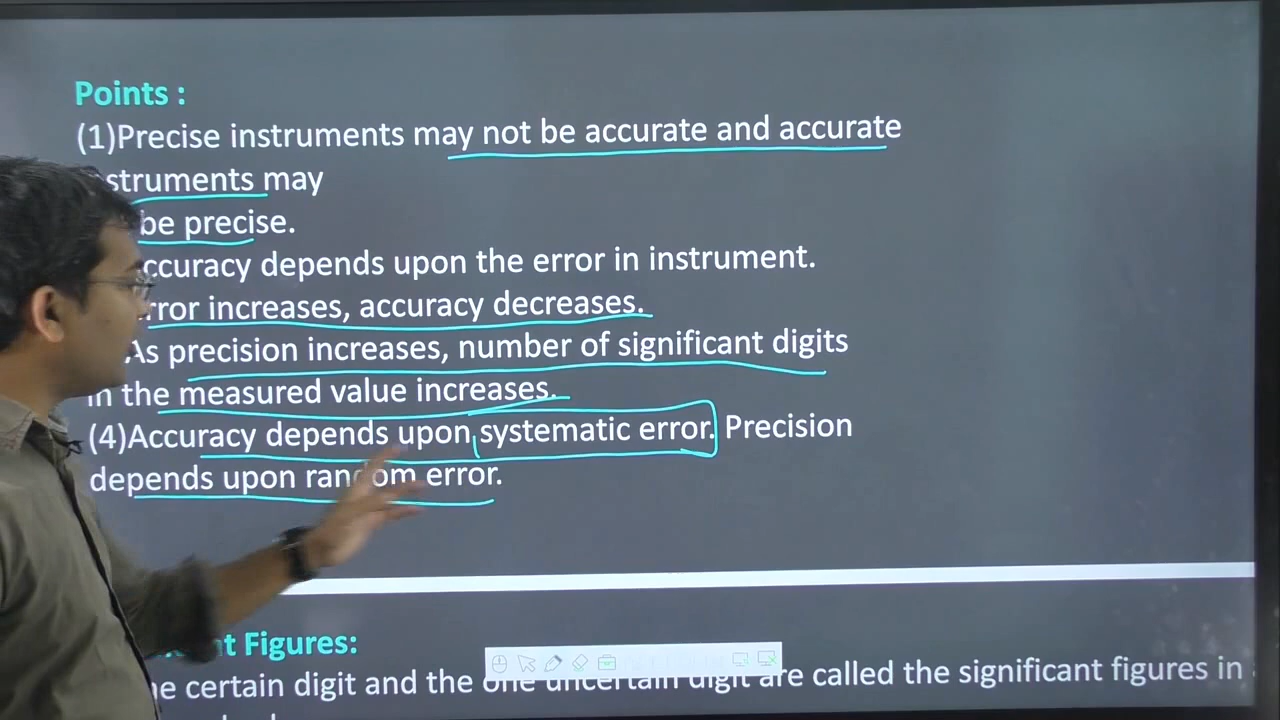 Points :
(1)Precise instruments may not be accurate and accurate
struments may
be precise.
ccuracy depends upon the error in instrument.
rror increases, accuracy decreases.
As precision increases, number of significant digits
in the measured value increases.
(4)Accuracy depends upon systematic error. Precision
depends upon random error.
t Figures:
he certain digit and the one uncertain digit are called the significant figures in